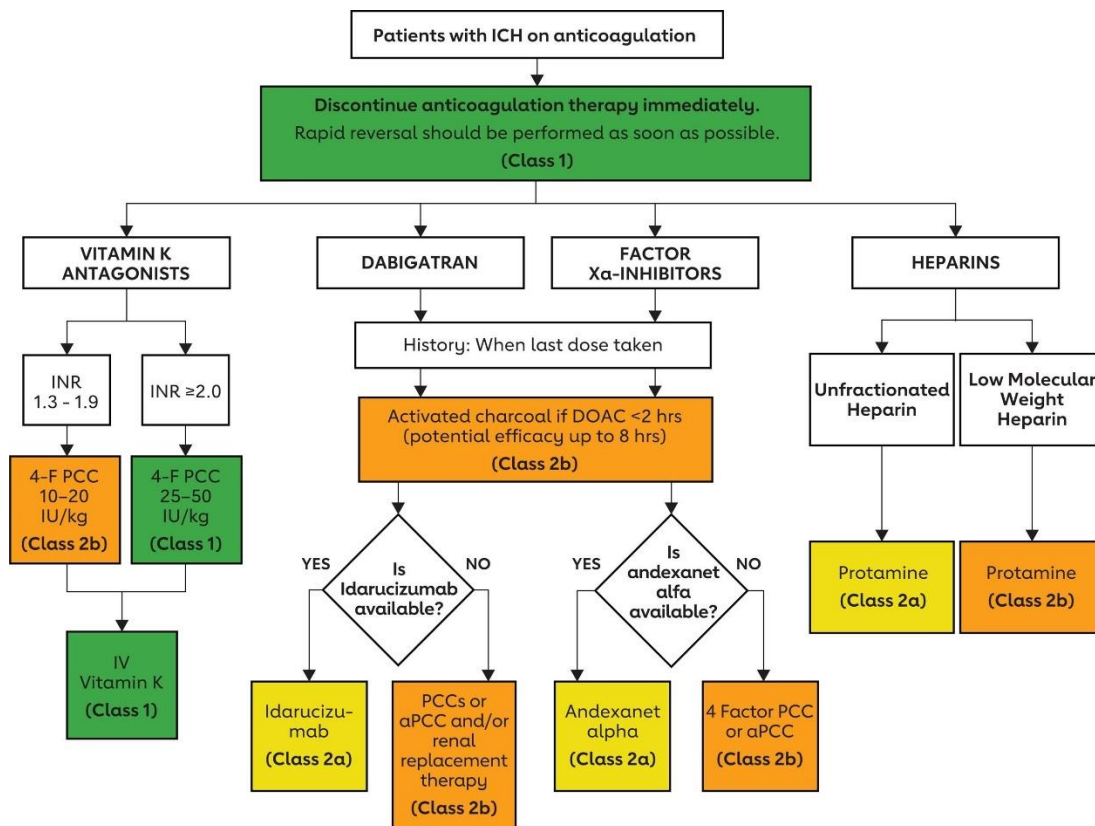 Patients with ICH on anticoagulation
Discontinue anticoagulation therapy immediately.
Rapid reversal should be performed as soon as possible.
(Class 1)
VITAMIN K
ANTAGONISTS
DABIGATRAN
FACTOR
Xa-INHIBITORS
HEPARINS
History: When last dose taken
INR
1.3 – 1.9
INR ≥2.0
Unfractionated
Heparin
Low Molecular
Weight
Heparin
Activated charcoal if DOAC <2 hrs
(potential efficacy up to 8 hrs)
(Class 2b)
4-F PCC
10–20
IU/kg
(Class 2b)
4-F PCC
25–50
IU/kg
(Class 1)
YES
Is
Idarucizumab
available?
NO
YES
Is
andexanet
alfa
available?
NO
Protamine
(Class 2a)
Protamine
(Class 2b)
IV
Vitamin K
(Class 1)
Idarucizu-
mab
(Class 2a)
PCCs or
aPCC and/or
renal
replacement
therapy
(Class 2b)
Andexanet
alpha
(Class 2a)
4 Factor PCC
or aPCC
(Class 2b)